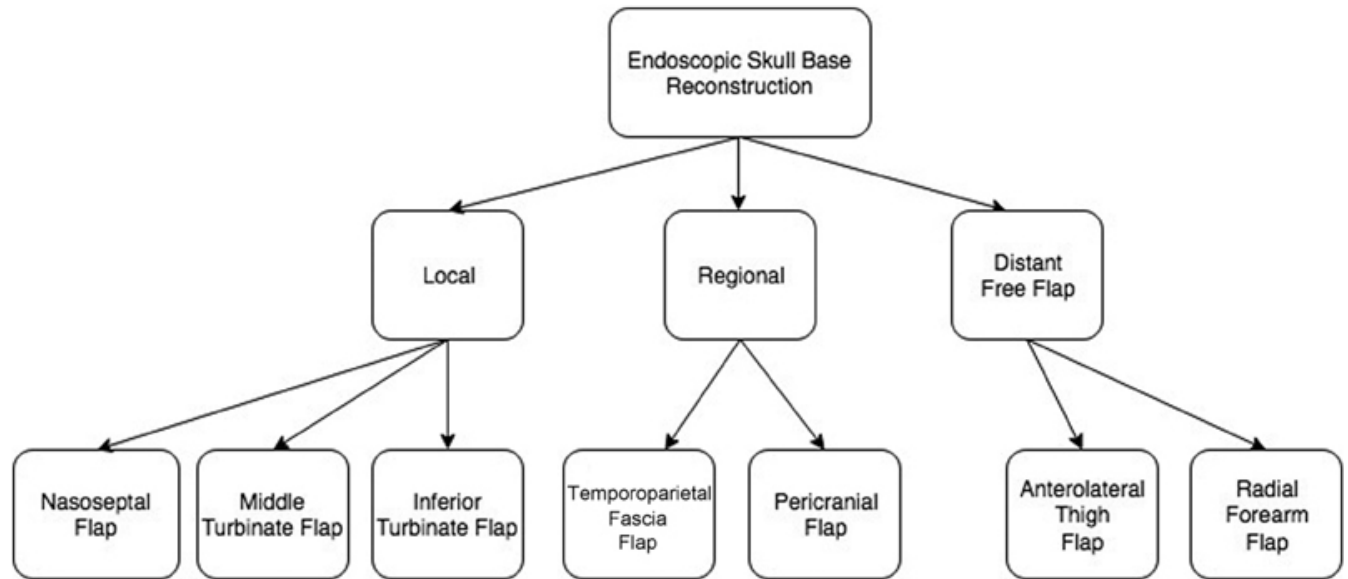 Endoscopic Skull Base
Reconstruction
Local
Regional
Distant
Free Flap
Nasoseptal
Flap
Middle
Turbinate Flap
Inferior
Turbinate Flap
Temporoparietal
Fascia
Flap
Pericranial
Flap
Anterolateral
Thigh
Flap
Radial
Forearm
Flap